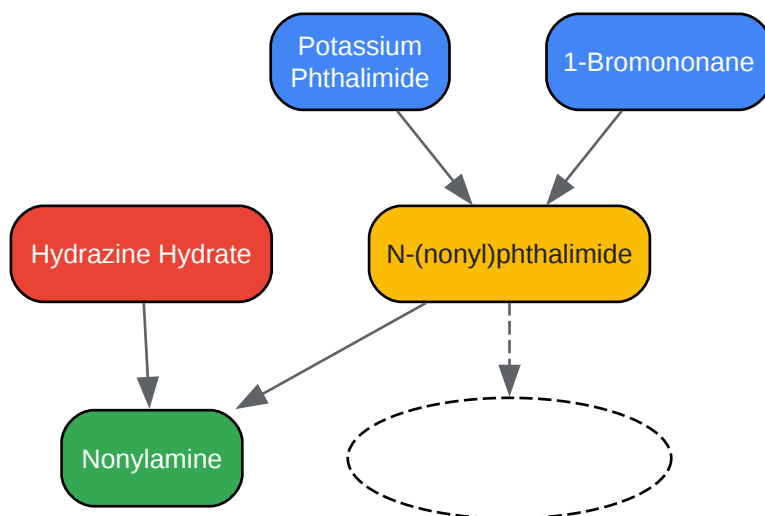 Potassium
Phthalimide
1-Bromononane
Hydrazine Hydrate
N-(nonyl)phthalimide
Nonylamine